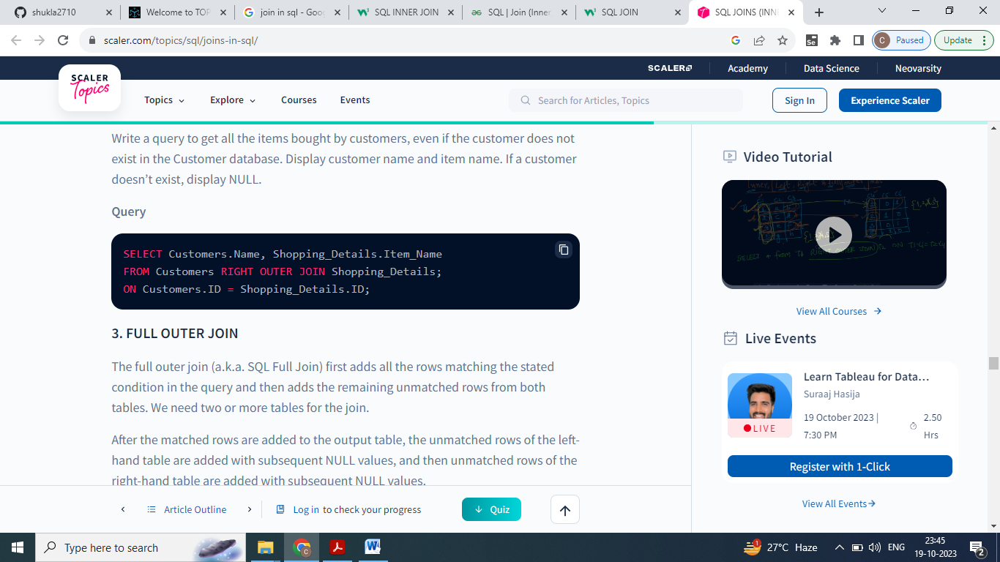 shukla2710
Welcome to TOP
join in sql - Goo
SQL INNER JOIN
SQL | Join (Inner
SQL JOIN
SQL JOINS (INN
scaler.com/topics/sql/joins-in-sql/
C Paused
Update
SCALER
Academy
Data Science
Neovarsity
SCALER
Topics
Topics
Explore
Courses
Events
Search for Articles, Topics
Sign In
Experience Scaler
Write a query to get all the items bought by customers, even if the customer does not
exist in the Customer database. Display customer name and item name. If a customer
doesn’t exist, display NULL.
Query
SELECT Customers.Name, Shopping_Details.Item_Name
FROM Customers RIGHT OUTER JOIN Shopping_Details;
ON Customers.ID = Shopping_Details.ID;
3. FULL OUTER JOIN
The full outer join (a.k.a. SQL Full Join) first adds all the rows matching the stated
condition in the query and then adds the remaining unmatched rows from both
tables. We need two or more tables for the join.
After the matched rows are added to the output table, the unmatched rows of the left-
hand table are added with subsequent NULL values, and then unmatched rows of the
right-hand table are added with subsequent NULL values.
Article Outline
Log in to check your progress
Quiz
Video Tutorial
View All Courses
Live Events
Learn Tableau for Data…
Suraaj Hasija
LIVE
19 October 2023 |
7:30 PM
2.50
Hrs
Register with 1-Click
View All Events
Type here to search
27°C Haze
ENG
23:45
19-10-2023
2